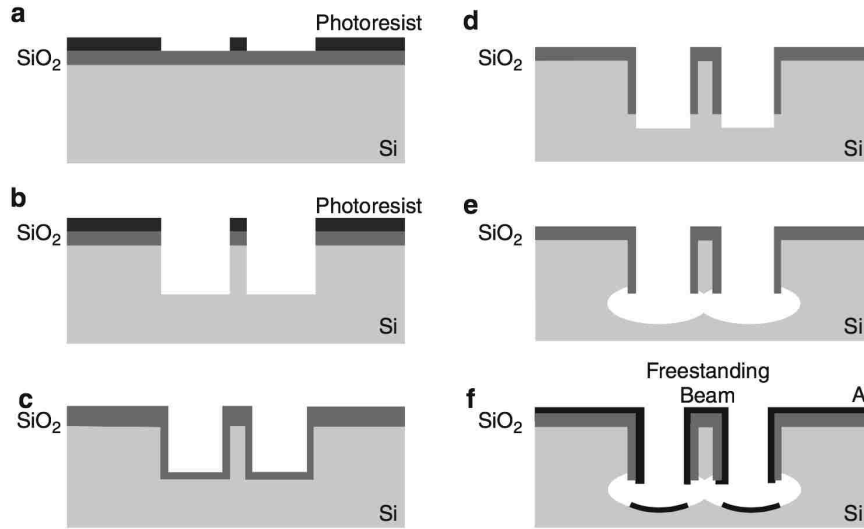 a
Photoresist
SiO2
Si
b
Photoresist
SiO2
Si
c
SiO2
Si
d
SiO2
Si
e
SiO2
Si
f
Freestanding
Beam
A
SiO2
Si